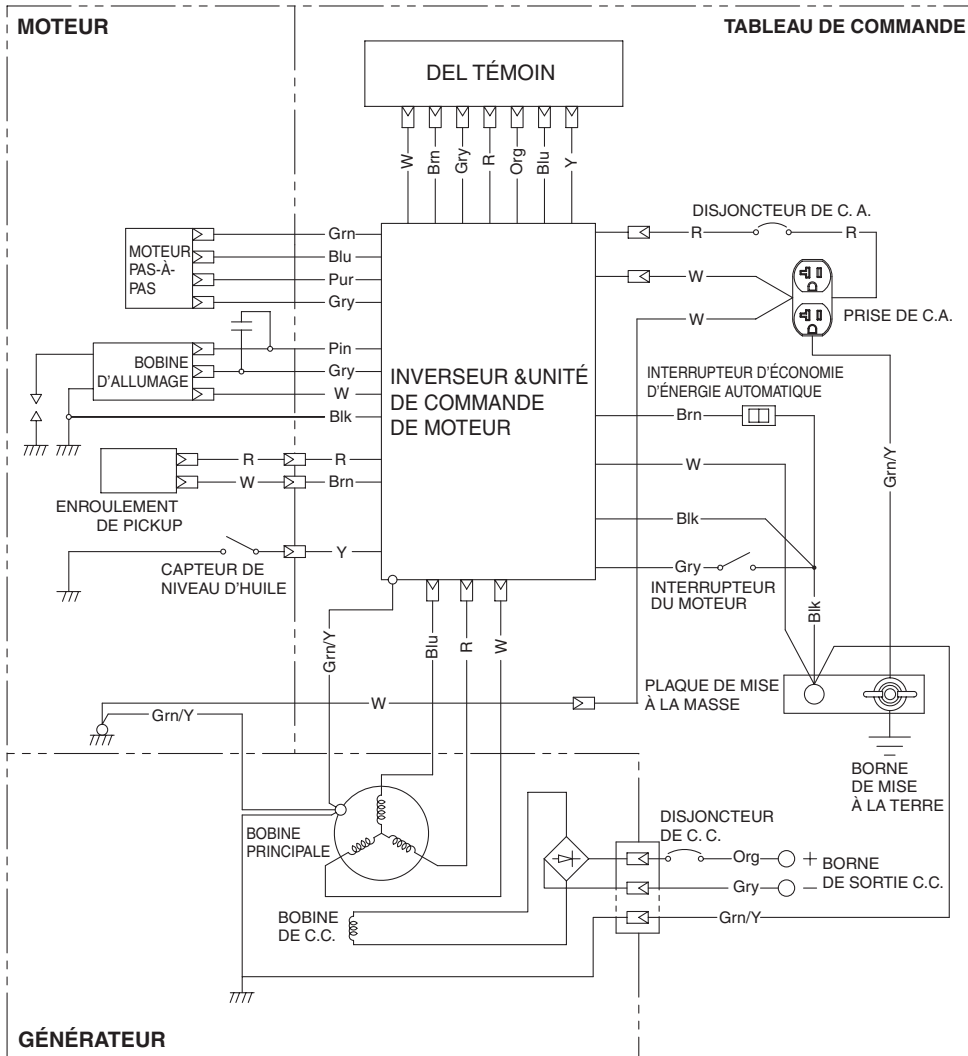 MOTEUR
TABLEAU DE COMMANDE
DEL TÉMOIN
W
Brn
Gry
R
Org
Blu
Y
MOTEUR
PAS-À-
PAS
Grn
Blu
Pur
Gry
BOBINE
D'ALLUMAGE
Pin
Gry
W
Blk
R
R
W
Brn
ENROULEMENT
DE PICKUP
Y
CAPTEUR DE
NIVEAU D'HUILE
INVERSEUR &UNITÉ
DE COMMANDE
DE MOTEUR
DISJONCTEUR DE C. A.
R
R
W
W
PRISE DE C.A.
INTERRUPTEUR D'ÉCONOMIE
D'ÉNERGIE AUTOMATIQUE
Brn
W
Grn/Y
Blk
Gry
INTERRUPTEUR
DU MOTEUR
Blk
Grn/Y
Blu
R
W
PLAQUE DE MISE
À LA MASSE
W
Grn/Y
BORNE
DE MISE
À LA TERRE
BOBINE
PRINCIPALE
DISJONCTEUR
DE C. C.
Org
+
BORNE
DE SORTIE C.C.
Gry
−
Grn/Y
BOBINE
DE C.C.
GÉNÉRATEUR